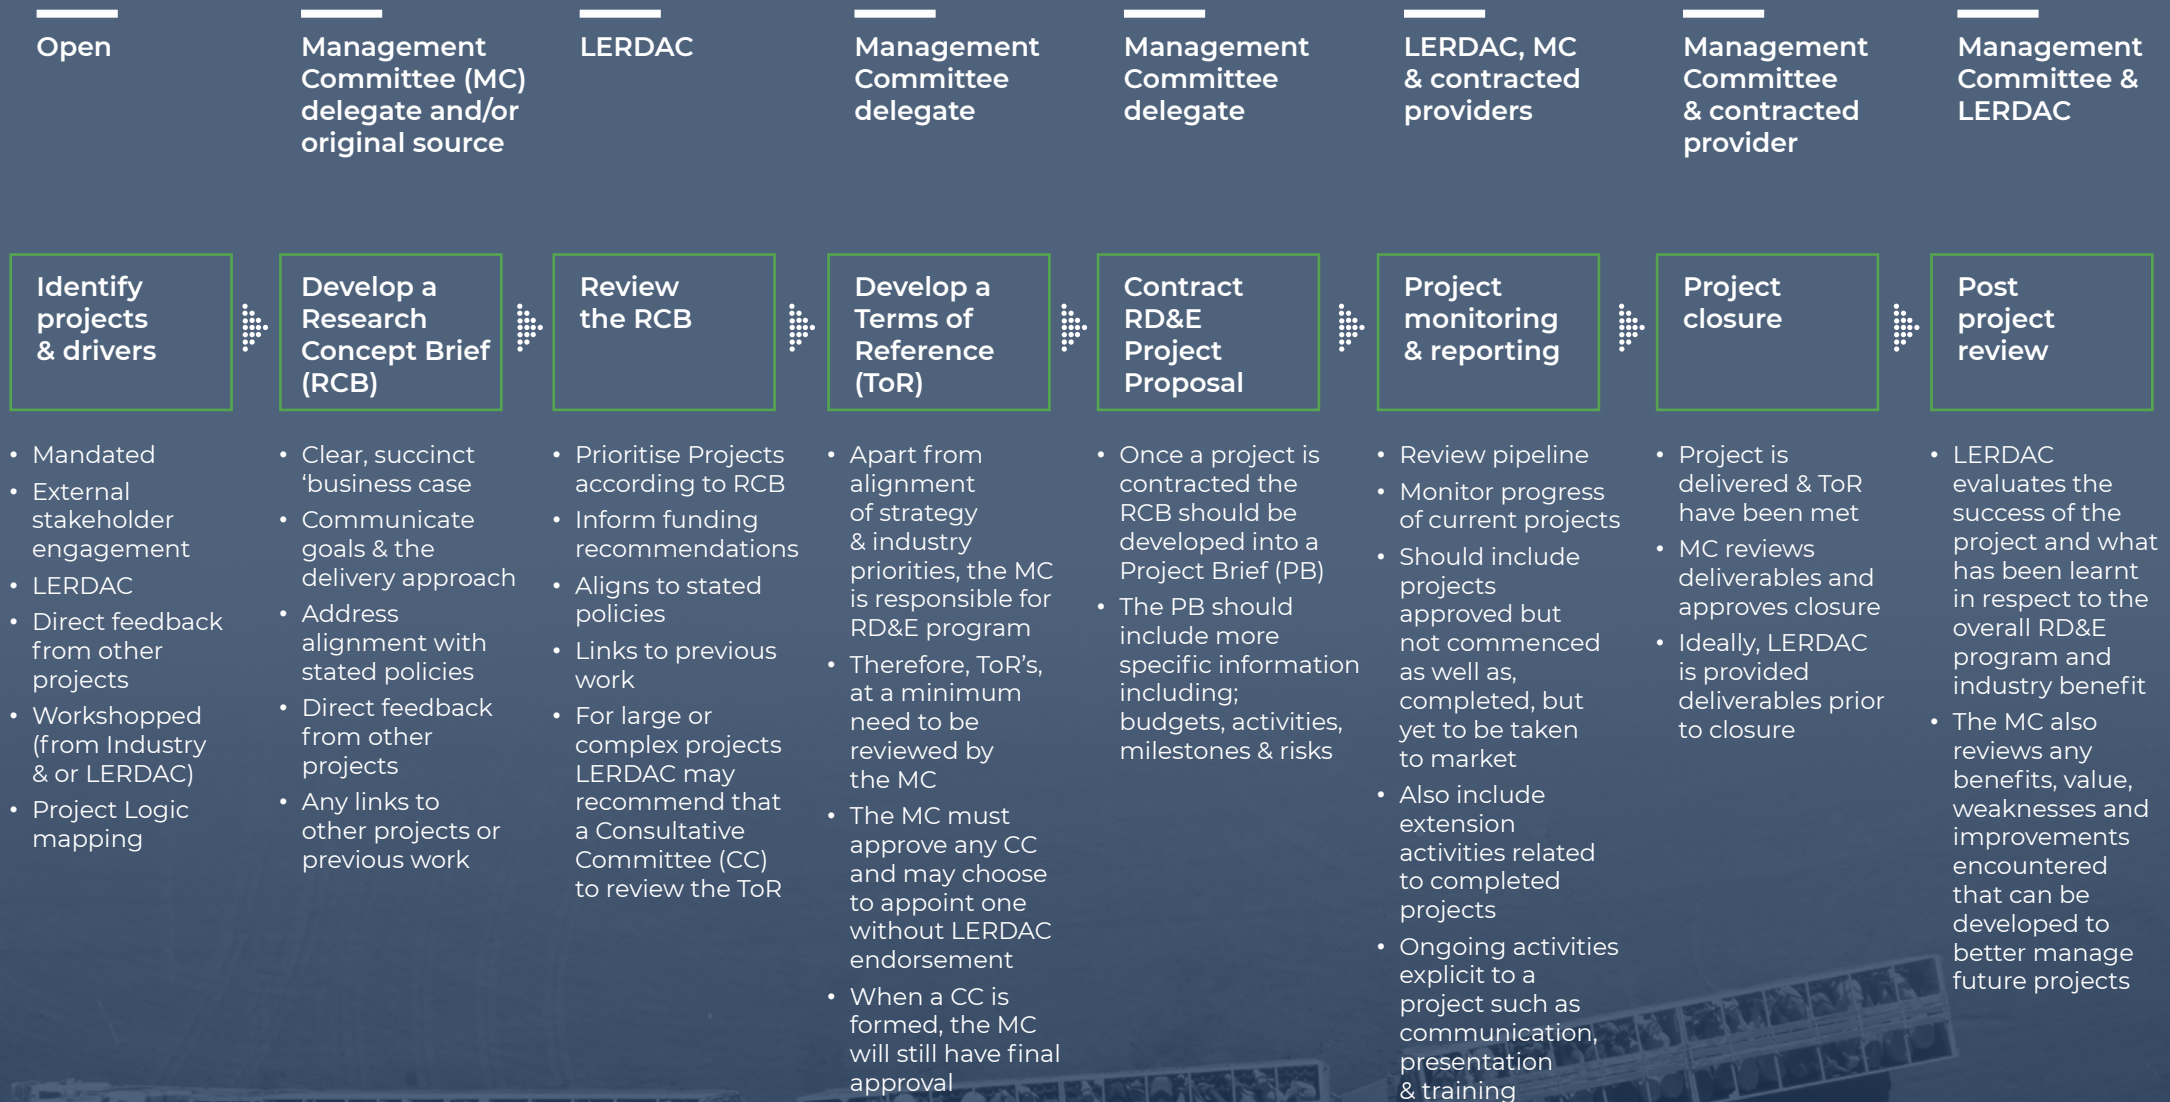 Open
Management
Committee (MC)
delegate and/or
original source
LERDAC
Management
Committee
delegate
Management
Committee
delegate
LERDAC, MC
& contracted
providers
Management
Committee
& contracted
provider
Management
Committee &
LERDAC
Identify
projects
& drivers
Develop a
Research
Concept Brief
(RCB)
Review
the RCB
Develop a
Terms of
Reference
(ToR)
Contract
RD&E
Project
Proposal
Project
monitoring
& reporting
Project
closure
Post
project
review
• Mandated
• External
stakeholder
engagement
• LERDAC
• Direct feedback
from other
projects
• Workshopped
(from Industry
& or LERDAC)
• Project Logic
mapping
• Clear, succinct
‘business case
• Communicate
goals & the
delivery approach
• Address
alignment with
stated policies
• Direct feedback
from other
projects
• Any links to
other projects or
previous work
• Prioritise Projects
according to RCB
• Inform funding
recommendations
• Aligns to stated
policies
• Links to previous
work
• For large or
complex projects
LERDAC may
recommend that
a Consultative
Committee (CC)
to review the ToR
• Apart from
alignment
of strategy
& industry
priorities, the MC
is responsible for
RD&E program
• Therefore, ToR’s,
at a minimum
need to be
reviewed by
the MC
• The MC must
approve any CC
and may choose
to appoint one
without LERDAC
endorsement
• When a CC is
formed, the MC
will still have final
approval
• Once a project is
contracted the
RCB should be
developed into a
Project Brief (PB)
• The PB should
include more
specific information
including;
budgets, activities,
milestones & risks
• Review pipeline
• Monitor progress
of current projects
• Should include
projects
approved but
not commenced
as well as,
completed, but
yet to be taken
to market
• Also include
extension
activities related
to completed
projects
• Ongoing activities
explicit to a
project such as
communication,
presentation
& training
• Project is
delivered & ToR
have been met
• MC reviews
deliverables and
approves closure
• Ideally, LERDAC
is provided
deliverables prior
to closure
• LERDAC
evaluates the
success of the
project and what
has been learnt
in respect to the
overall RD&E
program and
industry benefit
• The MC also
reviews any
benefits, value,
weaknesses and
improvements
encountered
that can be
developed to
better manage
future projects